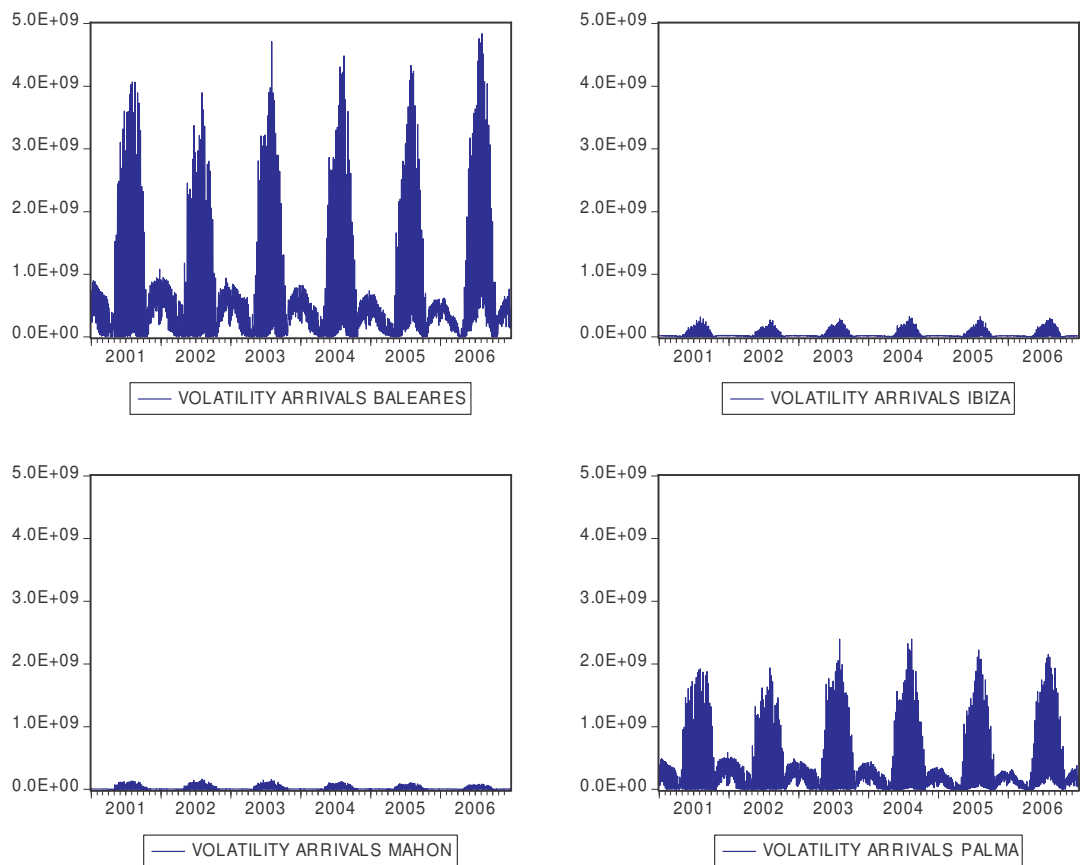 5.0E+09
4.0E+09
3.0E+09
2.0E+09
1.0E+09
0.0E+00
2001 2002 2003 2004 2005 2006
VOLATILITY ARRIVALS BALEARES
5.0E+09
4.0E+09
3.0E+09
2.0E+09
1.0E+09
0.0E+00
2001 2002 2003 2004 2005 2006
VOLATILITY ARRIVALS IBIZA
5.0E+09
4.0E+09
3.0E+09
2.0E+09
1.0E+09
0.0E+00
2001 2002 2003 2004 2005 2006
VOLATILITY ARRIVALS MAHON
5.0E+09
4.0E+09
3.0E+09
2.0E+09
1.0E+09
0.0E+00
2001 2002 2003 2004 2005 2006
VOLATILITY ARRIVALS PALMA